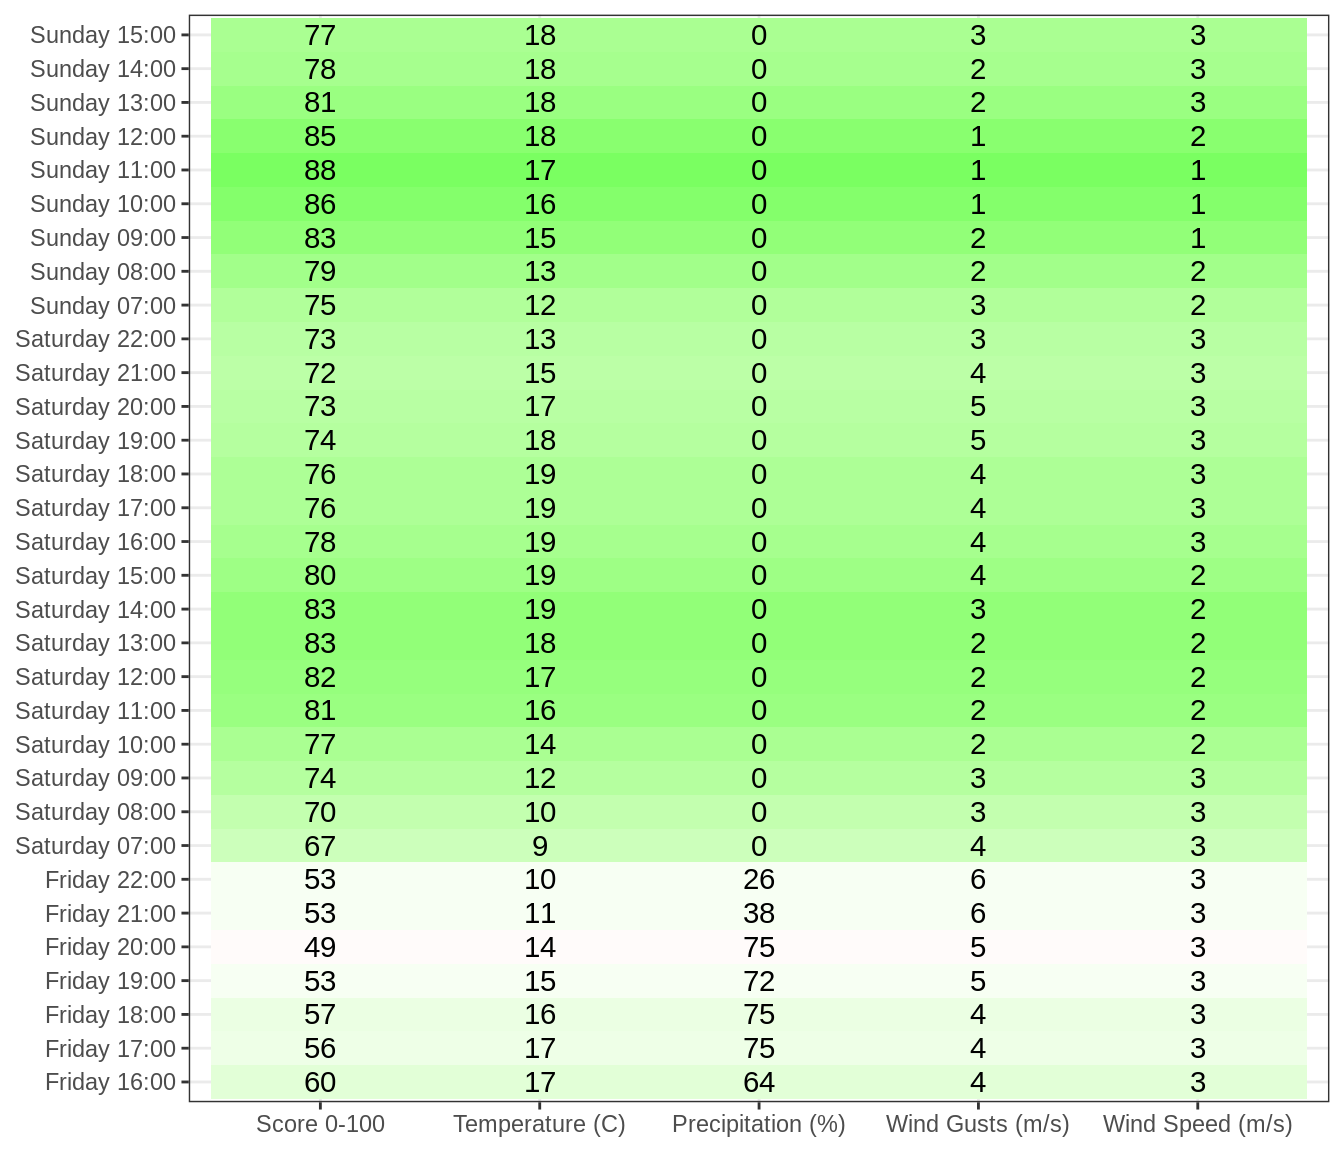 Sunday 15:00 77 18 0 3 3
Sunday 14:00 78 18 0 2 3
Sunday 13:00 81 18 0 2 3
Sunday 12:00 85 18 0 1 2
Sunday 11:00 88 17 0 1 1
Sunday 10:00 86 16 0 1 1
Sunday 09:00 83 15 0 2 1
Sunday 08:00 79 13 0 2 2
Sunday 07:00 75 12 0 3 2
Saturday 22:00 73 13 0 3 3
Saturday 21:00 72 15 0 4 3
Saturday 20:00 73 17 0 5 3
Saturday 19:00 74 18 0 5 3
Saturday 18:00 76 19 0 4 3
Saturday 17:00 76 19 0 4 3
Saturday 16:00 78 19 0 4 3
Saturday 15:00 80 19 0 4 2
Saturday 14:00 83 19 0 3 2
Saturday 13:00 83 18 0 2 2
Saturday 12:00 82 17 0 2 2
Saturday 11:00 81 16 0 2 2
Saturday 10:00 77 14 0 2 2
Saturday 09:00 74 12 0 3 3
Saturday 08:00 70 10 0 3 3
Saturday 07:00 67 9 0 4 3
Friday 22:00 53 10 26 6 3
Friday 21:00 53 11 38 6 3
Friday 20:00 49 14 75 5 3
Friday 19:00 53 15 72 5 3
Friday 18:00 57 16 75 4 3
Friday 17:00 56 17 75 4 3
Friday 16:00 60 17 64 4 3
Score 0-100 Temperature (C) Precipitation (%) Wind Gusts (m/s) Wind Speed (m/s)